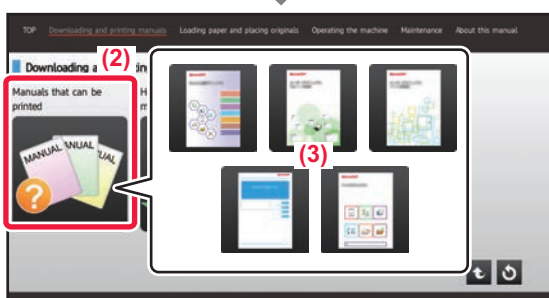 TOP Downloading and printing manuals Loading paper and placing originals Operating the machine Maintenance About this manual
Downloading a
(2)
Manuals that can be
printed
MANUAL
(3)